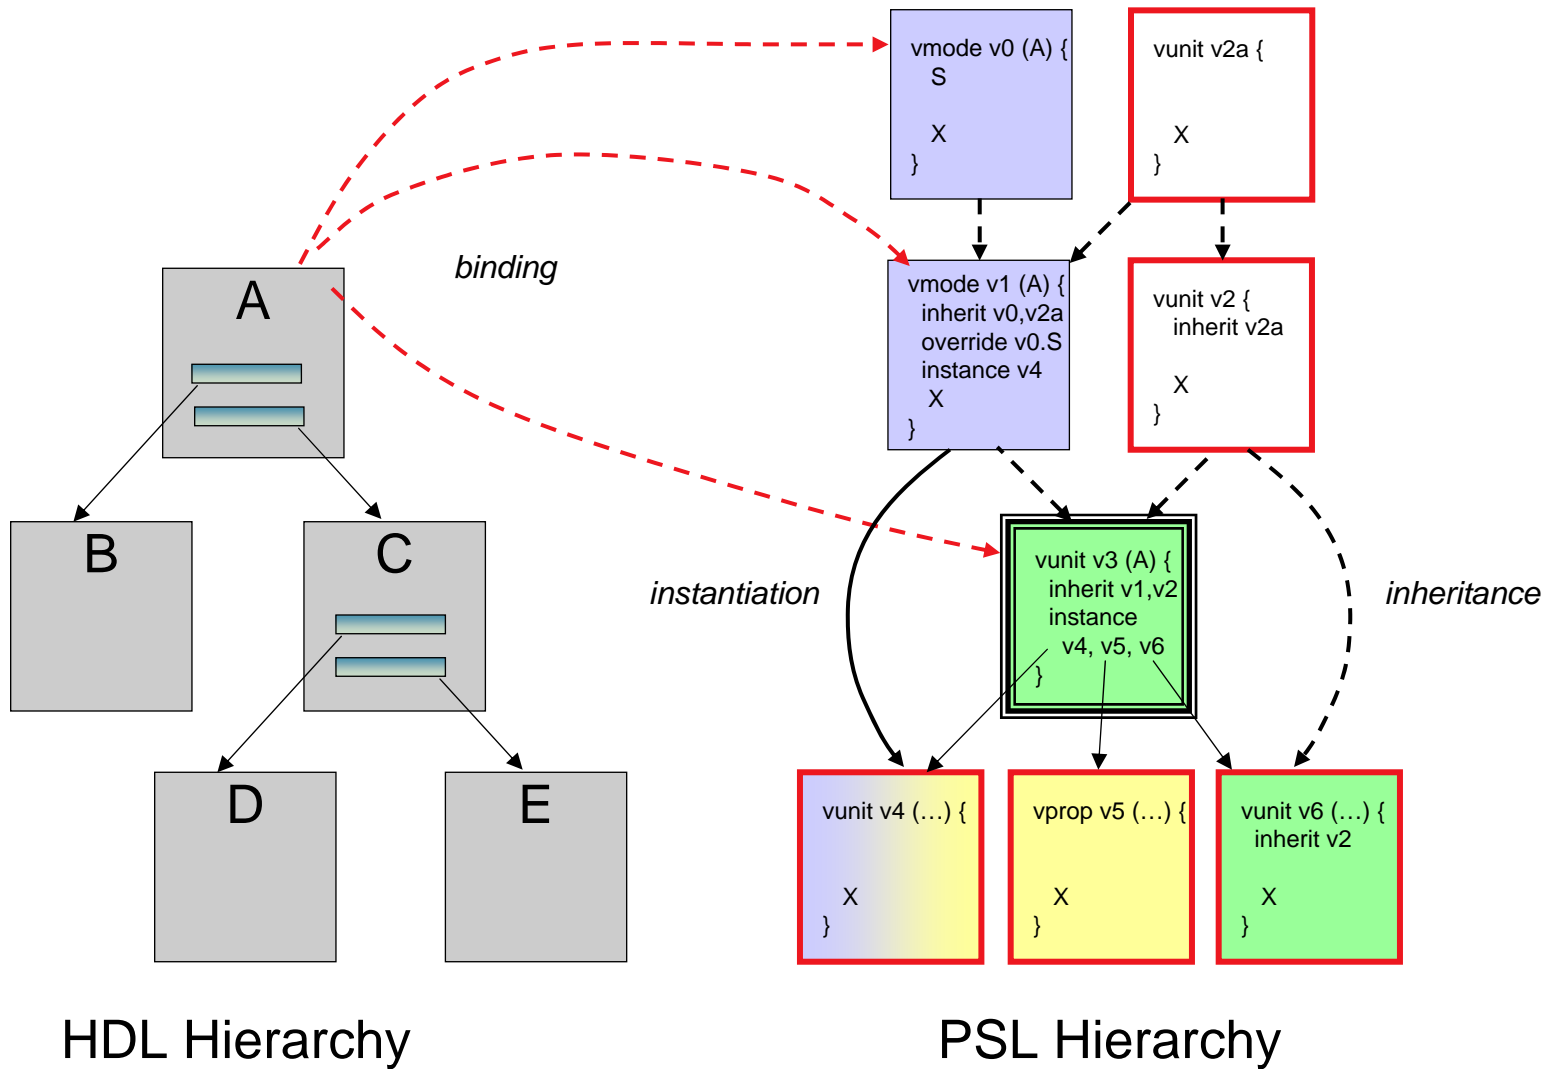 vmode v0 (A) {
S
X
}
vunit v2a {
X
}
binding
A
vmode v1 (A) {
inherit v0,v2a
override v0.S
instance v4
X
}
vunit v2 {
inherit v2a
X
}
B
C
instantiation
vunit v3 (A) {
inherit v1,v2
instance
v4, v5, v6
}
inheritance
D
E
vunit v4 (…) {
X
}
vprop v5 (…) {
X
}
vunit v6 (…) {
inherit v2
X
}
HDL Hierarchy
PSL Hierarchy